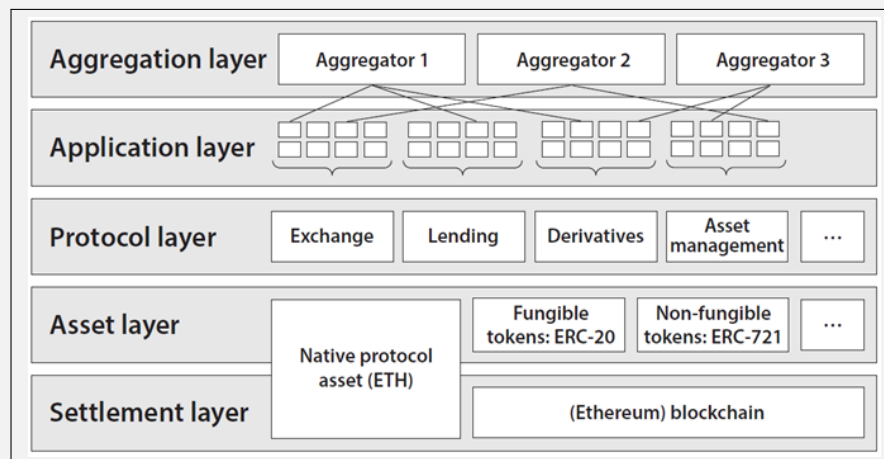 Aggregation layer
Aggregator 1
Aggregator 2
Aggregator 3
Application layer
Protocol layer
Exchange
Lending
Derivatives
Asset
management
...
Asset layer
Native protocol
asset (ETH)
Fungible
tokens: ERC-20
Non-fungible
tokens: ERC-721
...
Settlement layer
(Ethereum) blockchain